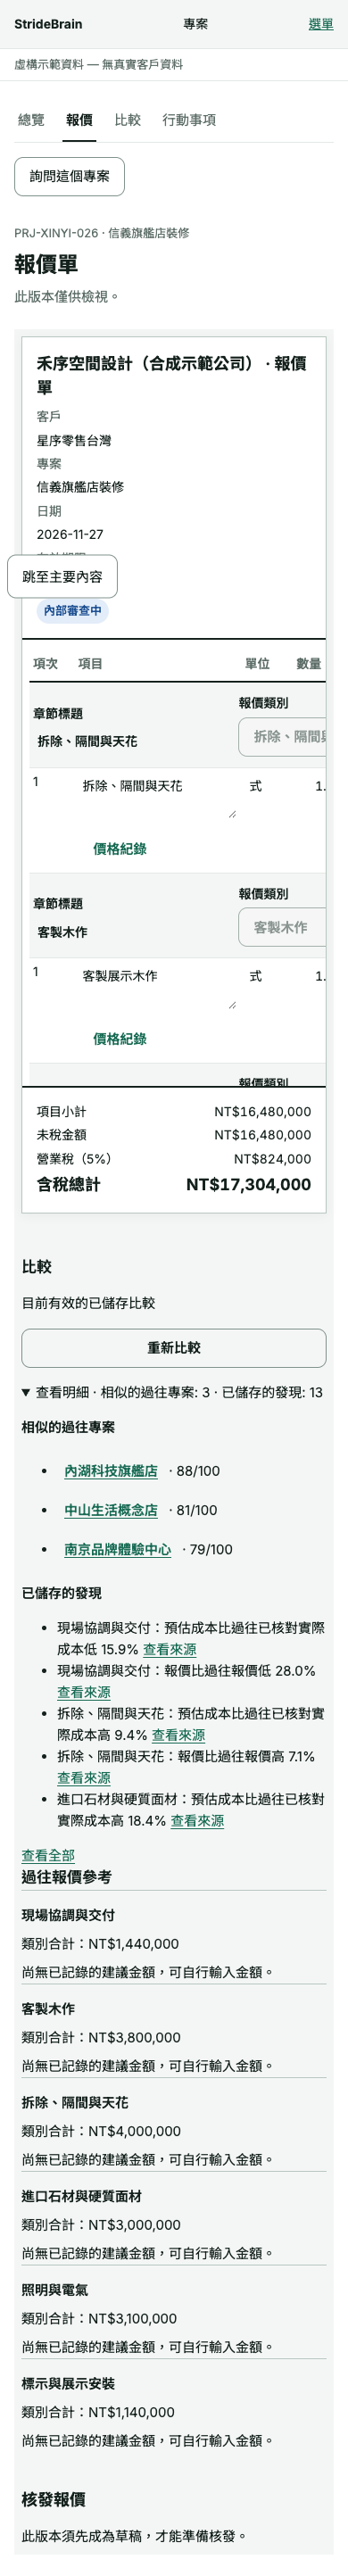 StrideBrain 專案 選單
虛構示範資料 — 無真實客戶資料
總覽 報價 比較 行動事項
詢問這個專案
PRJ-XINYI-026 · 信義旗艦店裝修
報價單
此版本僅供檢視。
禾序空間設計（合成示範公司） · 報價
單
客戶
星序零售台灣
專案
信義旗艦店裝修
日期
2026-11-27
跳至主要內容
內部審查中
項次 項目 單位 數量
章節標題 報價類別
拆除、隔間與天花 拆除、隔間
1 拆除、隔間與天花 式 1.
價格紀錄
章節標題 報價類別
客製木作 客製木作
1 客製展示木作 式 1.
價格紀錄
報價類別
項目小計 NT$16,480,000
未稅金額 NT$16,480,000
營業稅（5%） NT$824,000
含稅總計 NT$17,304,000
比較
目前有效的已儲存比較
重新比較
▼ 查看明細 · 相似的過往專案: 3 · 已儲存的發現: 13
相似的過往專案
• 內湖科技旗艦店 · 88/100
• 中山生活概念店 · 81/100
• 南京品牌體驗中心 · 79/100
已儲存的發現
• 現場協調與交付：預估成本比過往已核對實際
成本低 15.9% 查看來源
• 現場協調與交付：報價比過往報價低 28.0%
查看來源
• 拆除、隔間與天花：預估成本比過往已核對實
際成本高 9.4% 查看來源
• 拆除、隔間與天花：報價比過往報價高 7.1%
查看來源
• 進口石材與硬質面材：預估成本比過往已核對
實際成本高 18.4% 查看來源
查看全部
過往報價參考
現場協調與交付
類別合計：NT$1,440,000
尚無已記錄的建議金額，可自行輸入金額。
客製木作
類別合計：NT$3,800,000
尚無已記錄的建議金額，可自行輸入金額。
拆除、隔間與天花
類別合計：NT$4,000,000
尚無已記錄的建議金額，可自行輸入金額。
進口石材與硬質面材
類別合計：NT$3,000,000
尚無已記錄的建議金額，可自行輸入金額。
照明與電氣
類別合計：NT$3,100,000
尚無已記錄的建議金額，可自行輸入金額。
標示與展示安裝
類別合計：NT$1,140,000
尚無已記錄的建議金額，可自行輸入金額。
核發報價
此版本須先成為草稿，才能準備核發。